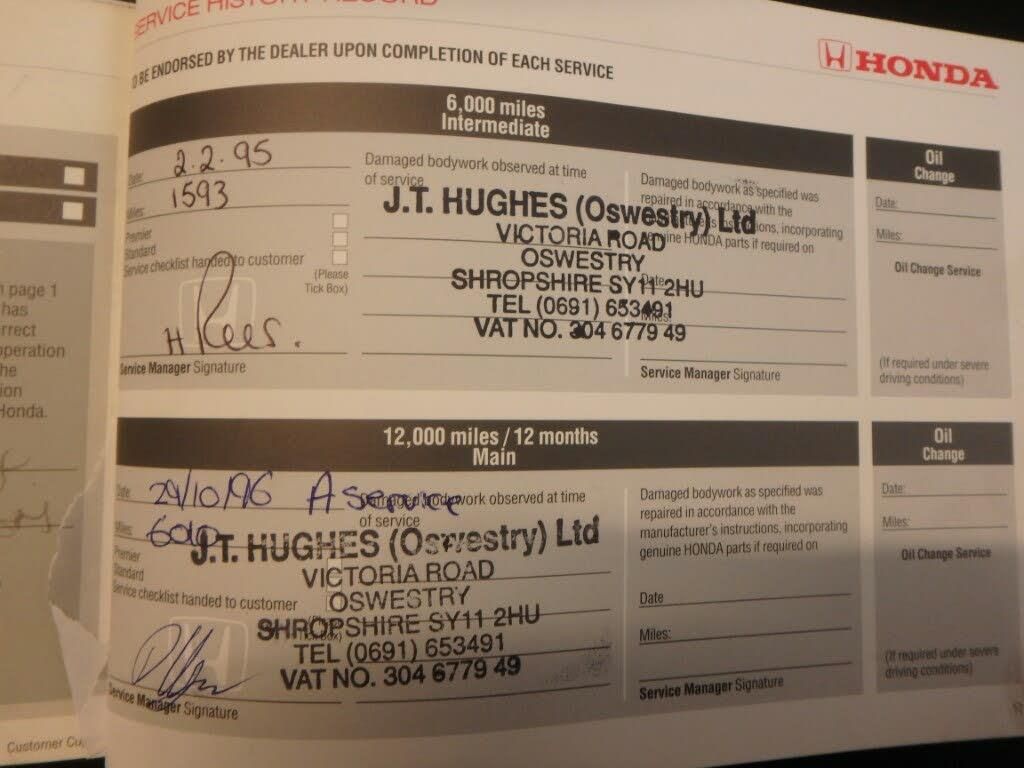 SERVICE HISTORY RECORD
HONDA
O BE ENDORSED BY THE DEALER UPON COMPLETION OF EACH SERVICE
6,000 miles
Intermediate
Date: 2.2.95
Miles: 1593
Premier
Standard
Service checklist handed to customer
(Please
Tick Box)
H Rees.
Service Manager Signature
Damaged bodywork observed at time
of service
J.T. HUGHES (Oswestry) Ltd
VICTORIA ROAD
OSWESTRY
SHROPSHIRE SY11 2HU
TEL (0691) 653491
VAT NO. 304 6779 49
Damaged bodywork as specified was
repaired in accordance with the
incorporating
genuine HONDA parts if required on
Date
Miles:
Service Manager Signature
Oil
Change
Date:
Miles:
Oil Change Service
(If required under severe
driving conditions)
12,000 miles / 12 months
Main
Date 29/10/96 A service
Miles:
Premier
Standard
Service checklist handed to customer
Service Manager Signature
Damaged bodywork observed at time
of service
J.T. HUGHES (Oswestry) Ltd
VICTORIA ROAD
OSWESTRY
SHROPSHIRE SY11 2HU
TEL (0691) 653491
VAT NO. 304 6779 49
Damaged bodywork as specified was
repaired in accordance with the
manufacturer's instructions, incorporating
genuine HONDA parts if required on
Date
Miles:
Service Manager Signature
Oil
Change
Date:
Miles:
Oil Change Service
(If required under severe
driving conditions)
n page 1
has
rrect
operation
he
ion
Honda.
Customer Cu